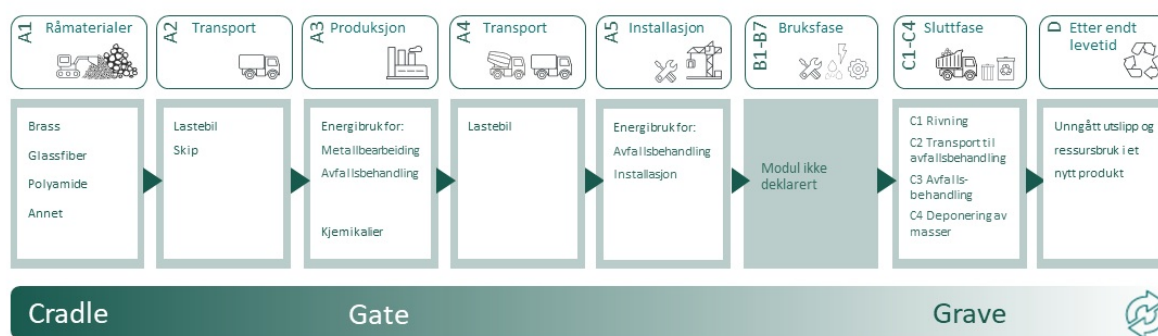 A1 Råmaterialer
A2 Transport
A3 Produksjon
A4 Transport
A5 Installasjon
B1-B7 Bruksfase
C1-C4 Sluttfase
D Etter endt
levetid
Brass
Glassfiber
Polyamide
Annet
Lastebil
Skip
Energibruk for:
Metallbearbeiding
Avfallsbehandling
Kjemikalier
Lastebil
Energibruk for:
Avfallsbehandling
Installasjon
Modul ikke
deklarert
C1 Rivning
C2 Transport til
avfallsbehandling
C3 Avfalls-
behandling
C4 Deponering av
masser
Unngått utslipp og
ressursbruk i et
nytt produkt
Cradle
Gate
Grave